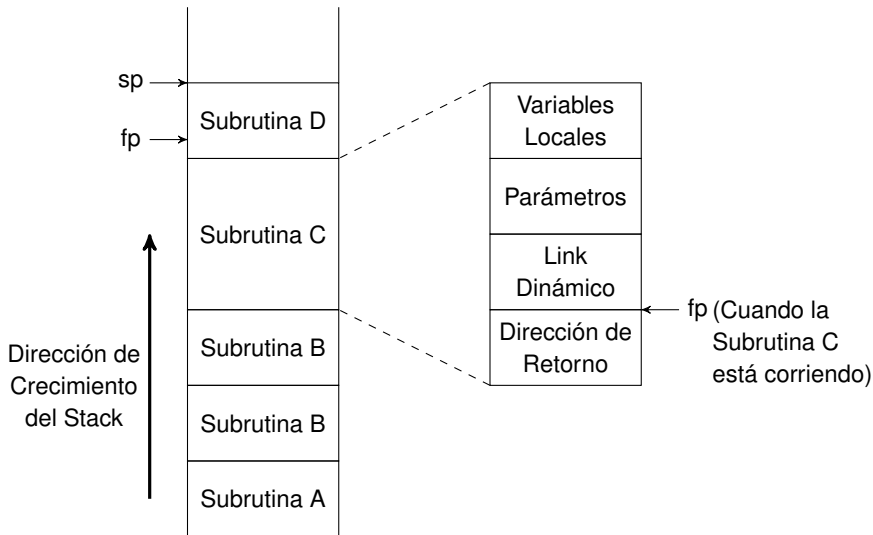 sp
Subrutina D
fp
Subrutina C
Subrutina B
Subrutina B
Subrutina A
Dirección de
Crecimiento
del Stack
Variables
Locales
Parámetros
Link
Dinámico
Dirección de
Retorno
fp (Cuando la
Subrutina C
está corriendo)